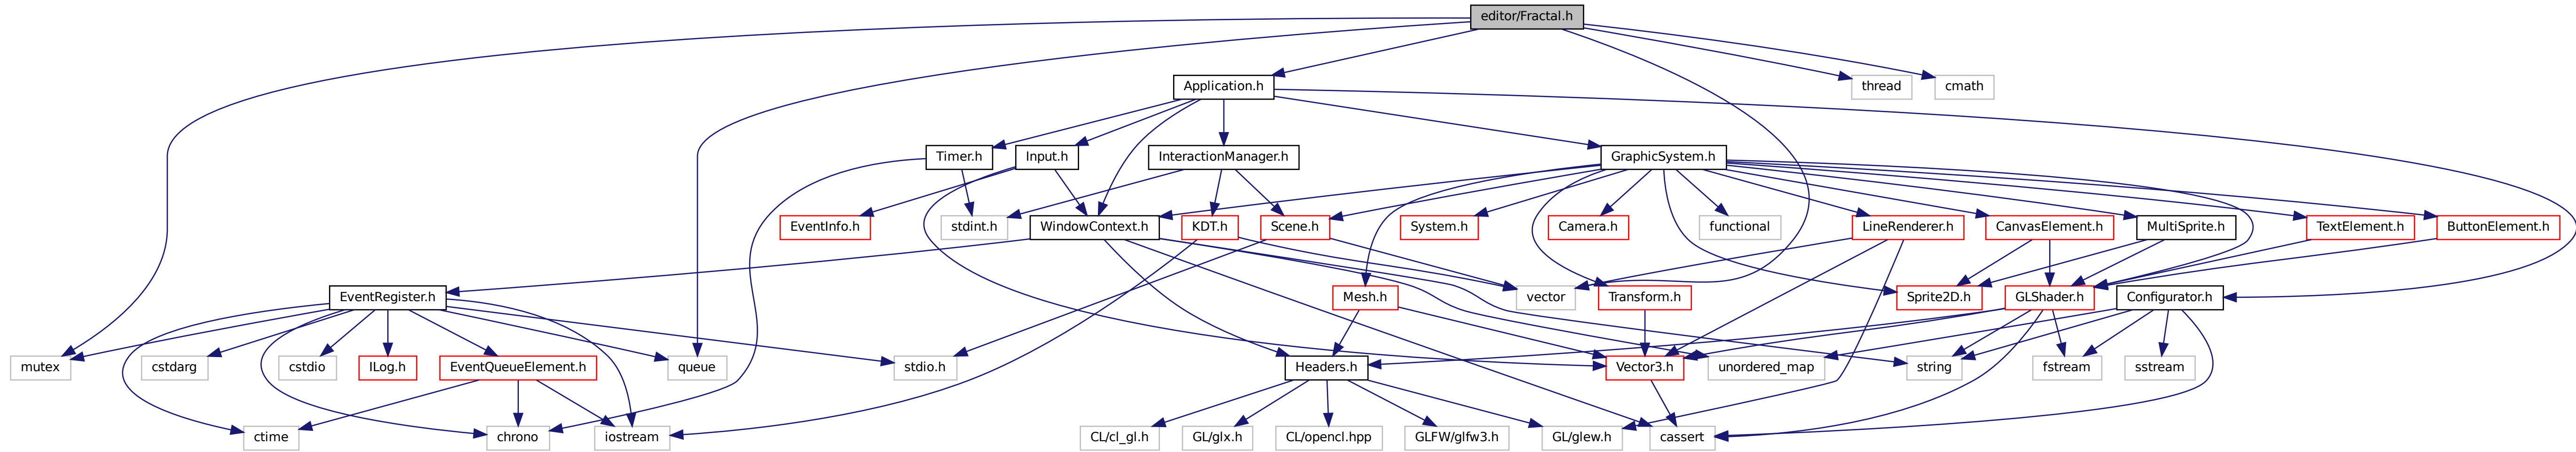 editor/Fractal.h
Application.h
thread
cmath
Timer.h
Input.h
InteractionManager.h
GraphicSystem.h
EventInfo.h
stdint.h
WindowContext.h
KDT.h
Scene.h
System.h
Camera.h
functional
LineRenderer.h
CanvasElement.h
MultiSprite.h
TextElement.h
ButtonElement.h
EventRegister.h
Mesh.h
vector
Transform.h
Sprite2D.h
GLShader.h
Configurator.h
mutex
cstdarg
cstdio
ILog.h
EventQueueElement.h
queue
stdio.h
Headers.h
Vector3.h
unordered_map
string
fstream
sstream
ctime
chrono
iostream
CL/cl_gl.h
GL/glx.h
CL/opencl.hpp
GLFW/glfw3.h
GL/glew.h
cassert